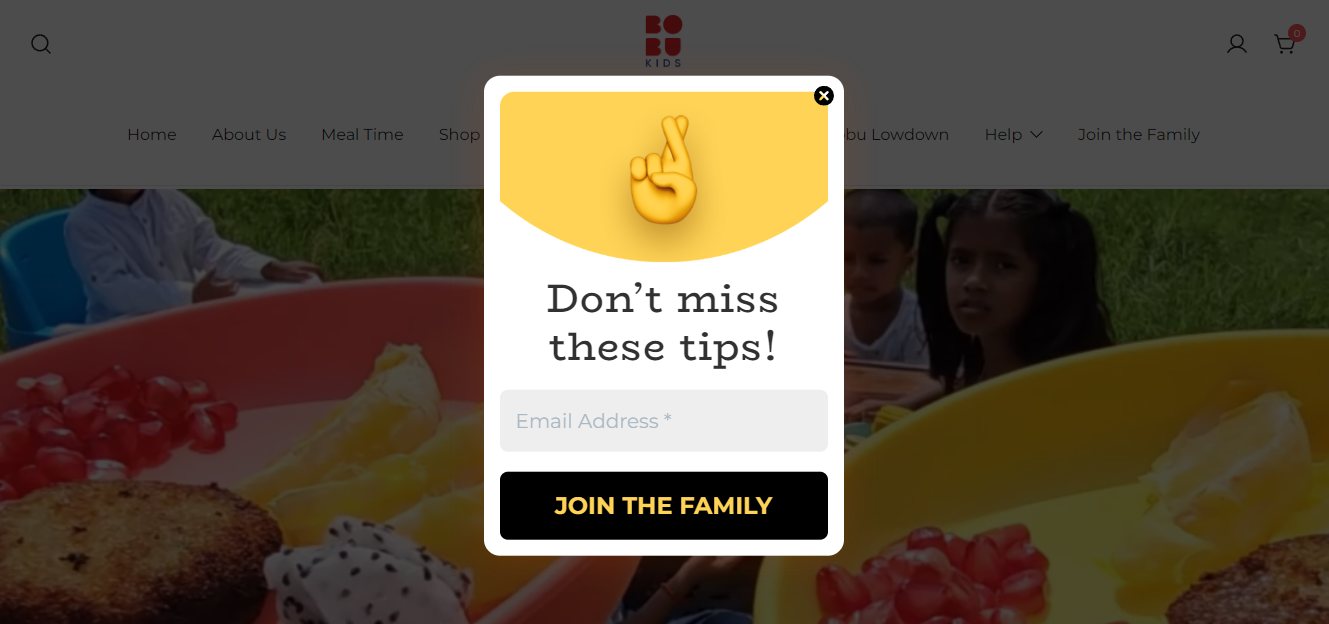 BO
BU
KIDS
0
Home About Us Meal Time Shop bu Lowdown Help Join the Family
Don't miss
these tips!
Email Address *
JOIN THE FAMILY